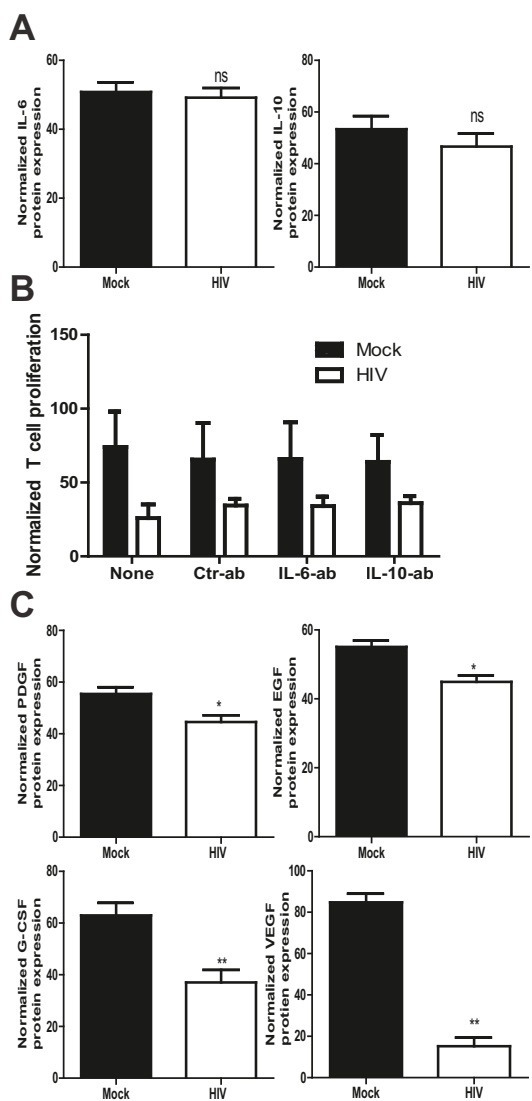 A
Normalized IL-6
protein expression
60
40
20
0
ns
Mock
HIV
Normalized IL-10
protein expression
80
60
40
20
0
ns
Mock
HIV
B
Normalized T cell proliferation
150
100
50
0
Mock
HIV
None
Ctr-ab
IL-6-ab
IL-10-ab
C
Normalized PDGF
protein expression
80
60
40
20
0
*
Mock
HIV
Normalized EGF
protein expression
60
40
20
0
*
Mock
HIV
Normalized G-CSF
protein expression
80
60
40
20
0
**
Mock
HIV
Normalized VEGF
protien expression
100
80
60
40
20
0
**
Mock
HIV